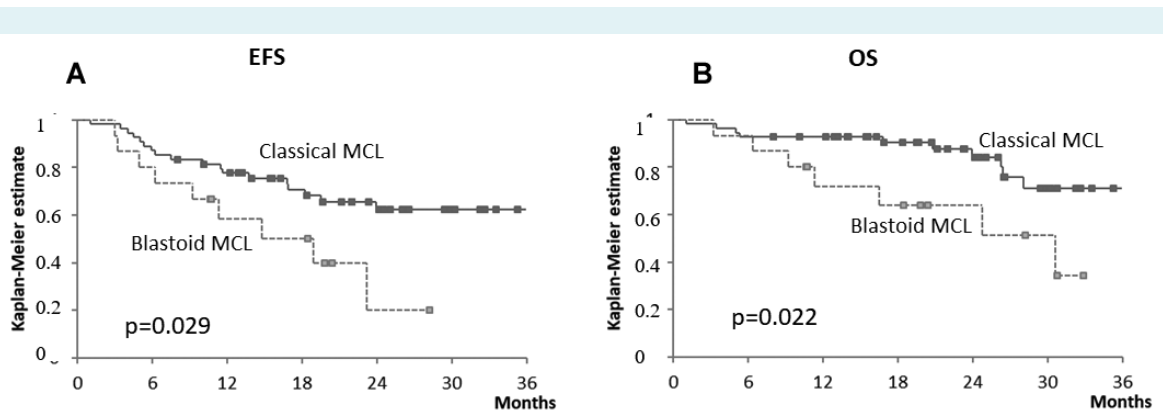 EFS
A
Kaplan-Meier estimate
1
0.8
0.6
0.4
0.2
0
Classical MCL
Blastoid MCL
p=0.029
0 6 12 18 24 30 36
Months
OS
B
Kaplan-Meier estimate
1
0.8
0.6
0.4
0.2
0
Classical MCL
Blastoid MCL
p=0.022
0 6 12 18 24 30 36
Months